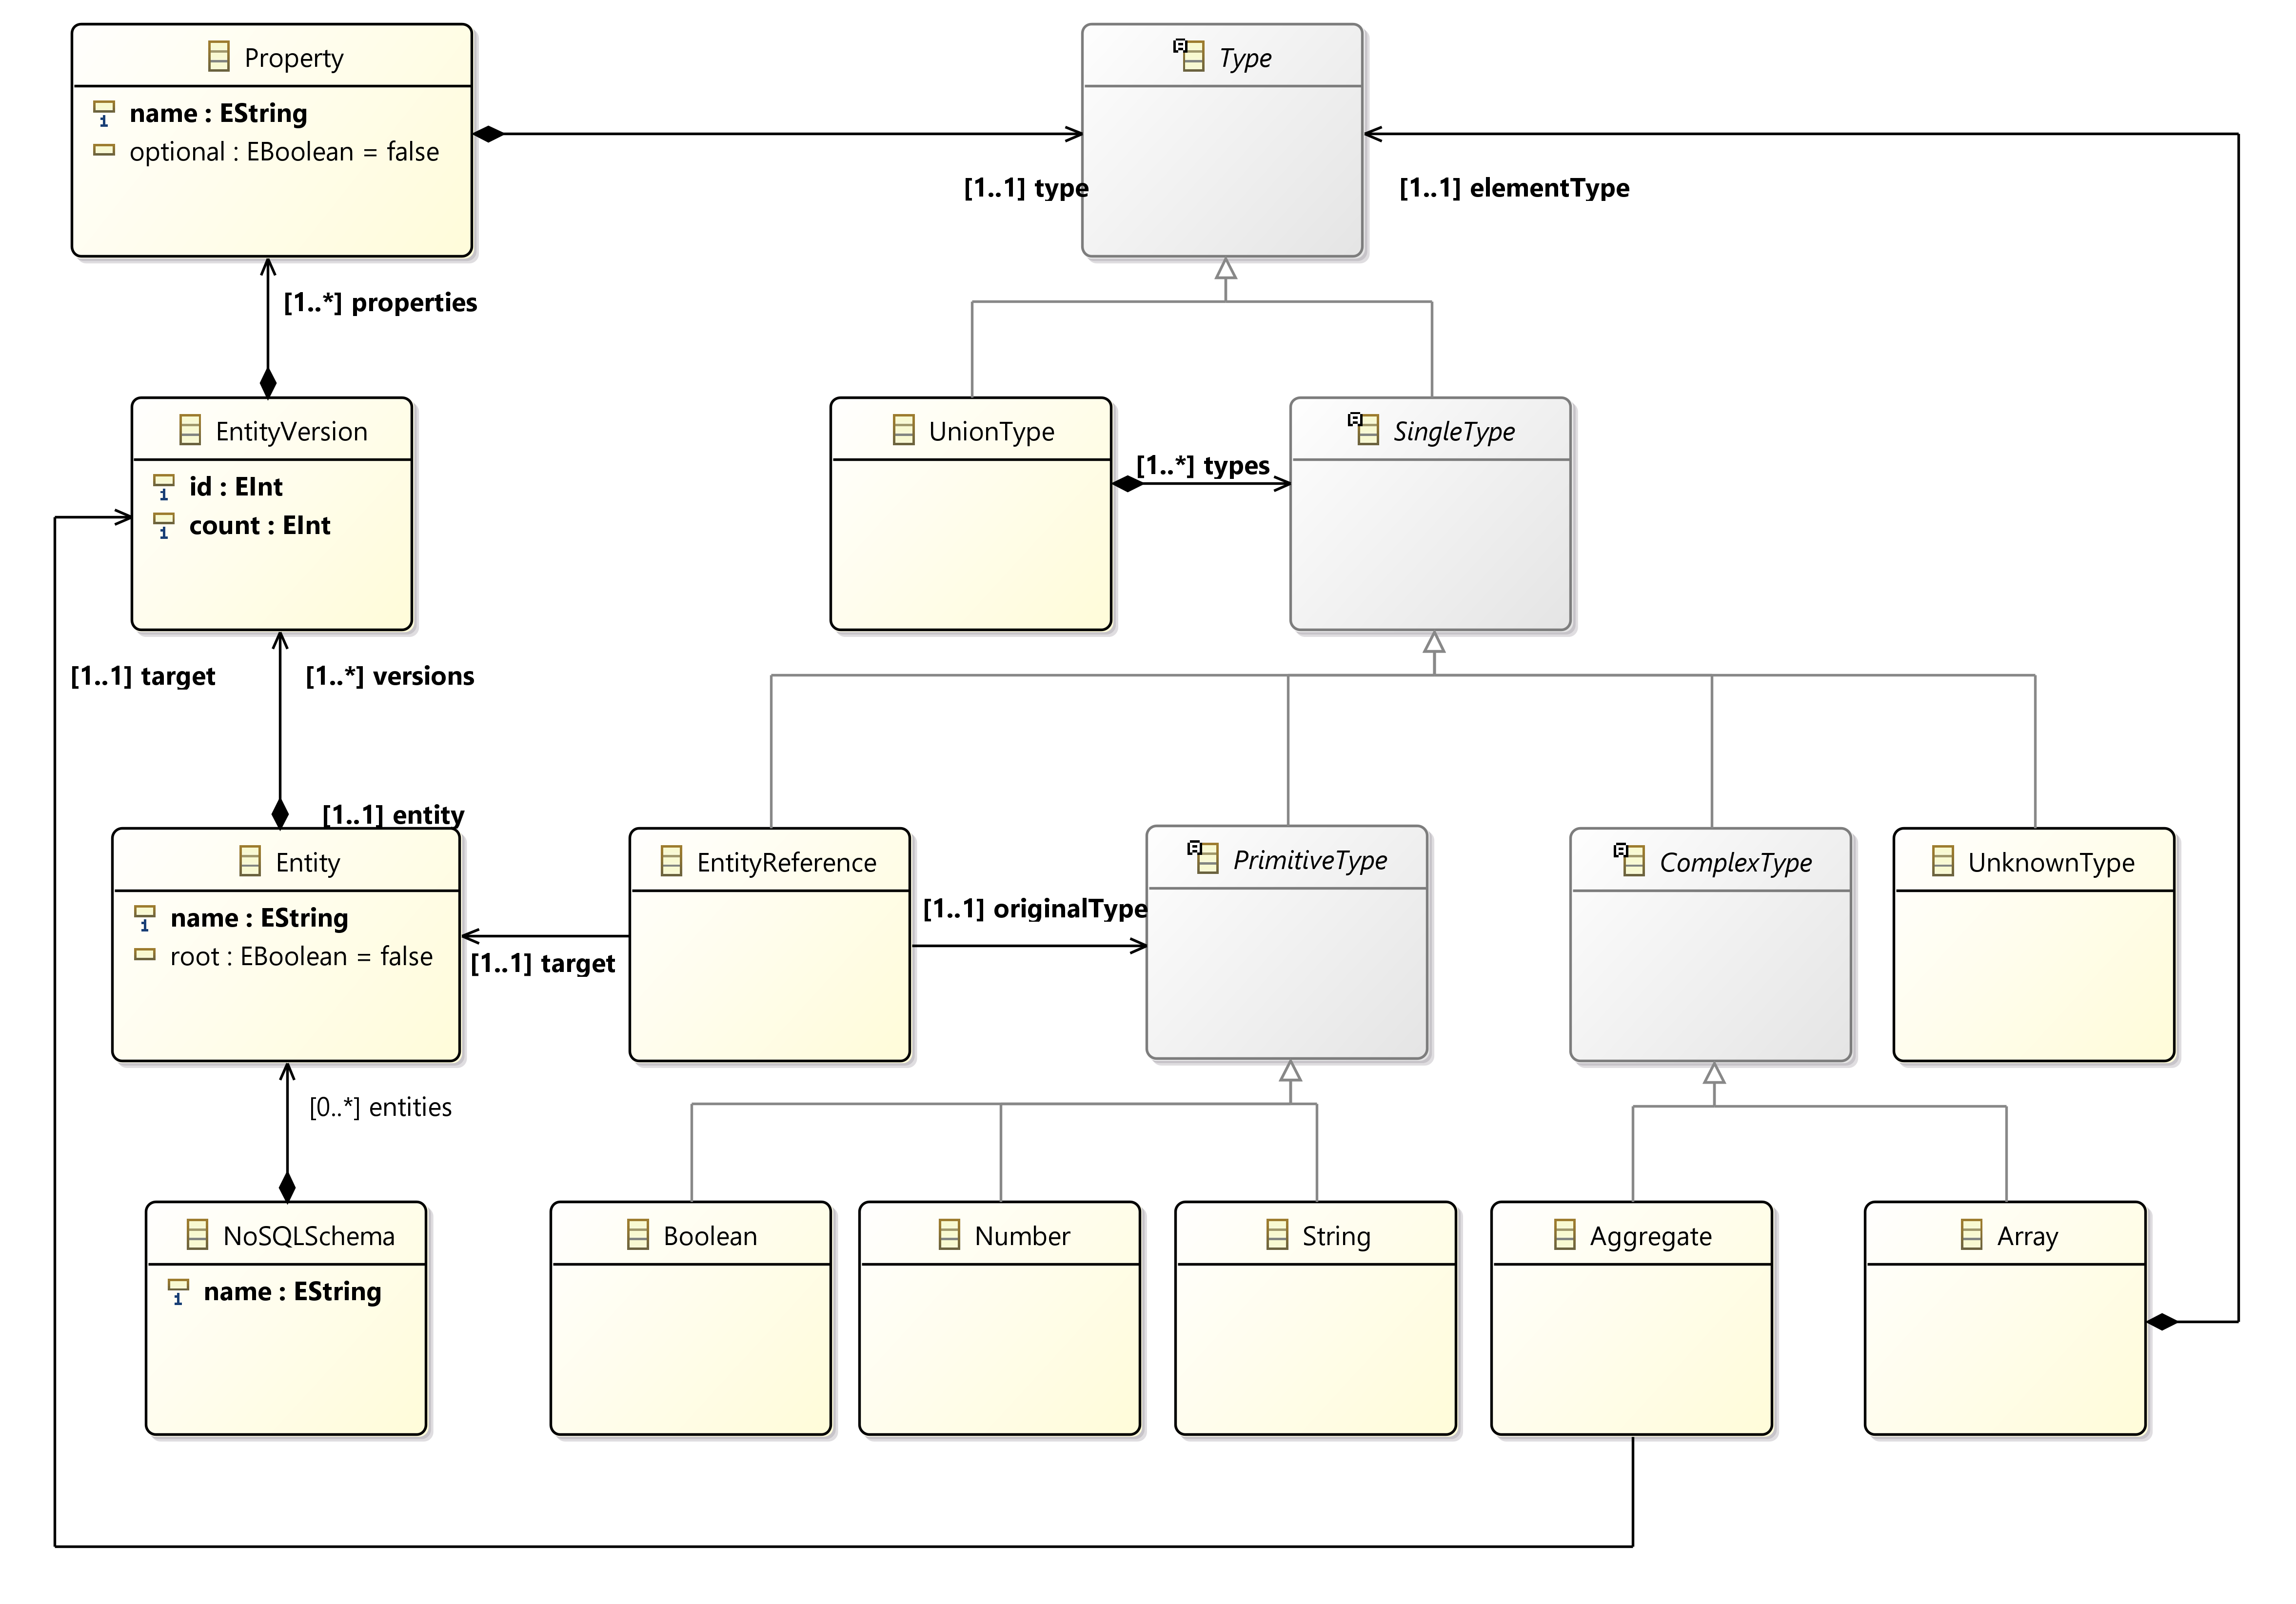 Property
name : EString
optional : EBoolean = false
Type
[1..1] type
[1..1] elementType
[1..*] properties
EntityVersion
id : EInt
count : EInt
UnionType
[1..*] types
SingleType
[1..1] target
[1..*] versions
[1..1] entity
Entity
name : EString
root : EBoolean = false
EntityReference
[1..1] target
[1..1] originalType
PrimitiveType
ComplexType
UnknownType
[0..*] entities
NoSQLSchema
name : EString
Boolean
Number
String
Aggregate
Array